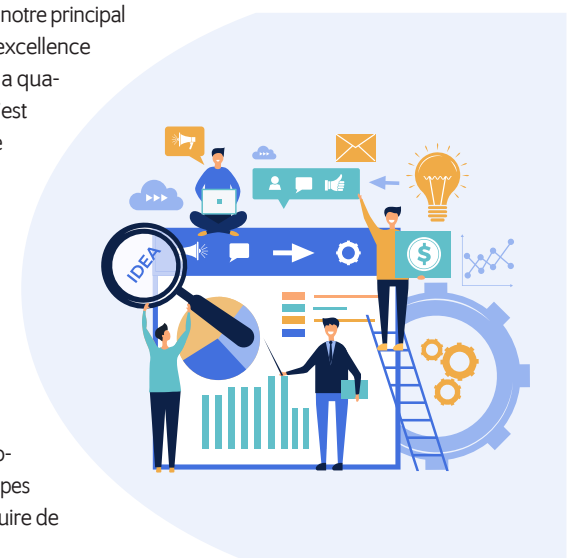 notre principal
excellence
a qua-
est
e
IDEA
$
pes
uire de